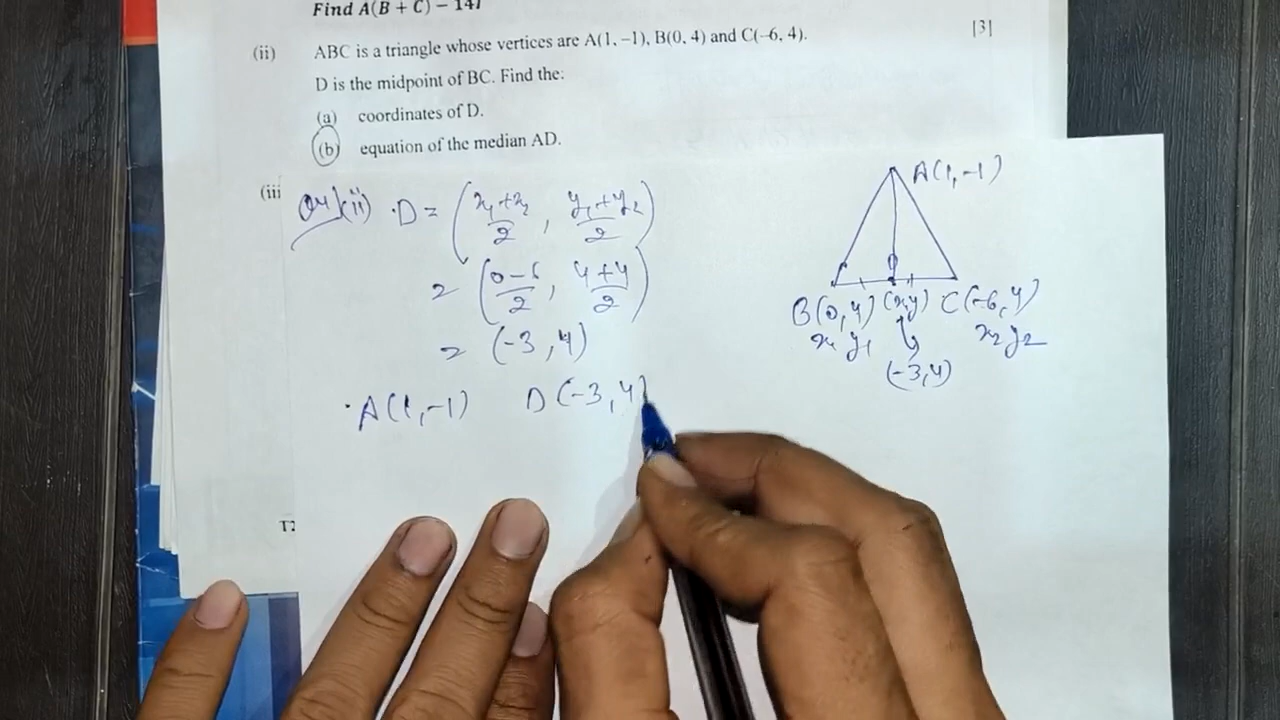 Find A(B + C) – 14I
(ii) ABC is a triangle whose vertices are A(1, –1), B(0, 4) and C(–6, 4). [3]
D is the midpoint of BC. Find the:
(a) coordinates of D.
(b) equation of the median AD.
(iii
(ii) D = (x₁+x₂/2 , y₁+y₂/2)
= (0-6/2 , 4+4/2)
= (-3, 4)
A(1, -1) D(-3, 4)
A(1, -1)
B(0, 4) (x, y) C(-6, 4)
x₁ y₁ x₂ y₂
(-3, 4)